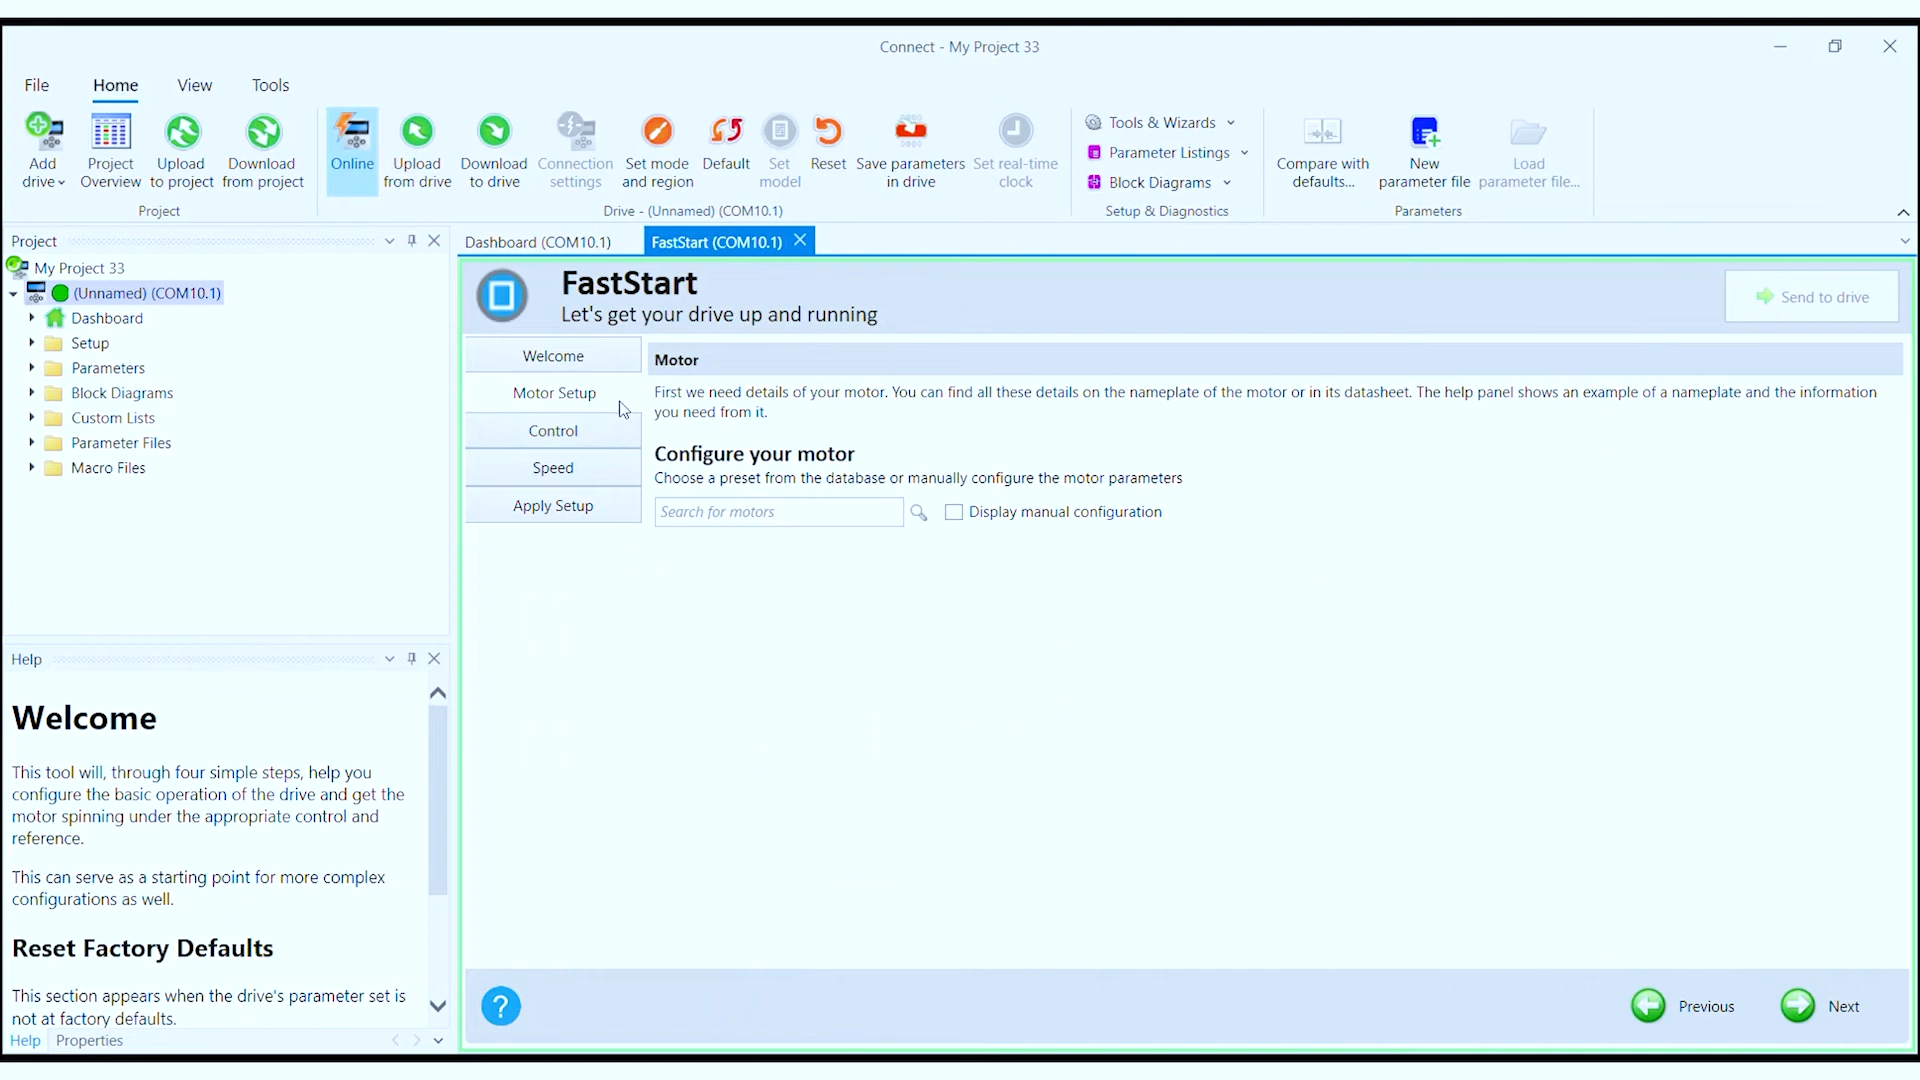 Connect - My Project 33
File Home View Tools
Add drive
Project Overview
Upload to project
Download from project
Online
Upload from drive
Download to drive
Connection settings
Set mode and region
Default
Set model
Reset
Save parameters in drive
Set real-time clock
Tools & Wizards
Parameter Listings
Block Diagrams
Compare with defaults...
New parameter file
Load parameter file...
Project
Drive - (Unnamed) (COM10.1)
Setup & Diagnostics
Parameters
Project
My Project 33
(Unnamed) (COM10.1)
Dashboard
Setup
Parameters
Block Diagrams
Custom Lists
Parameter Files
Macro Files
Help
Welcome
This tool will, through four simple steps, help you
configure the basic operation of the drive and get the
motor spinning under the appropriate control and
reference.
This can serve as a starting point for more complex
configurations as well.
Reset Factory Defaults
This section appears when the drive's parameter set is
not at factory defaults.
Help Properties
Dashboard (COM10.1) FastStart (COM10.1)
FastStart
Let's get your drive up and running
Send to drive
Welcome
Motor Setup
Control
Speed
Apply Setup
Motor
First we need details of your motor. You can find all these details on the nameplate of the motor or in its datasheet. The help panel shows an example of a nameplate and the information
you need from it.
Configure your motor
Choose a preset from the database or manually configure the motor parameters
Search for motors
Display manual configuration
?
Previous
Next